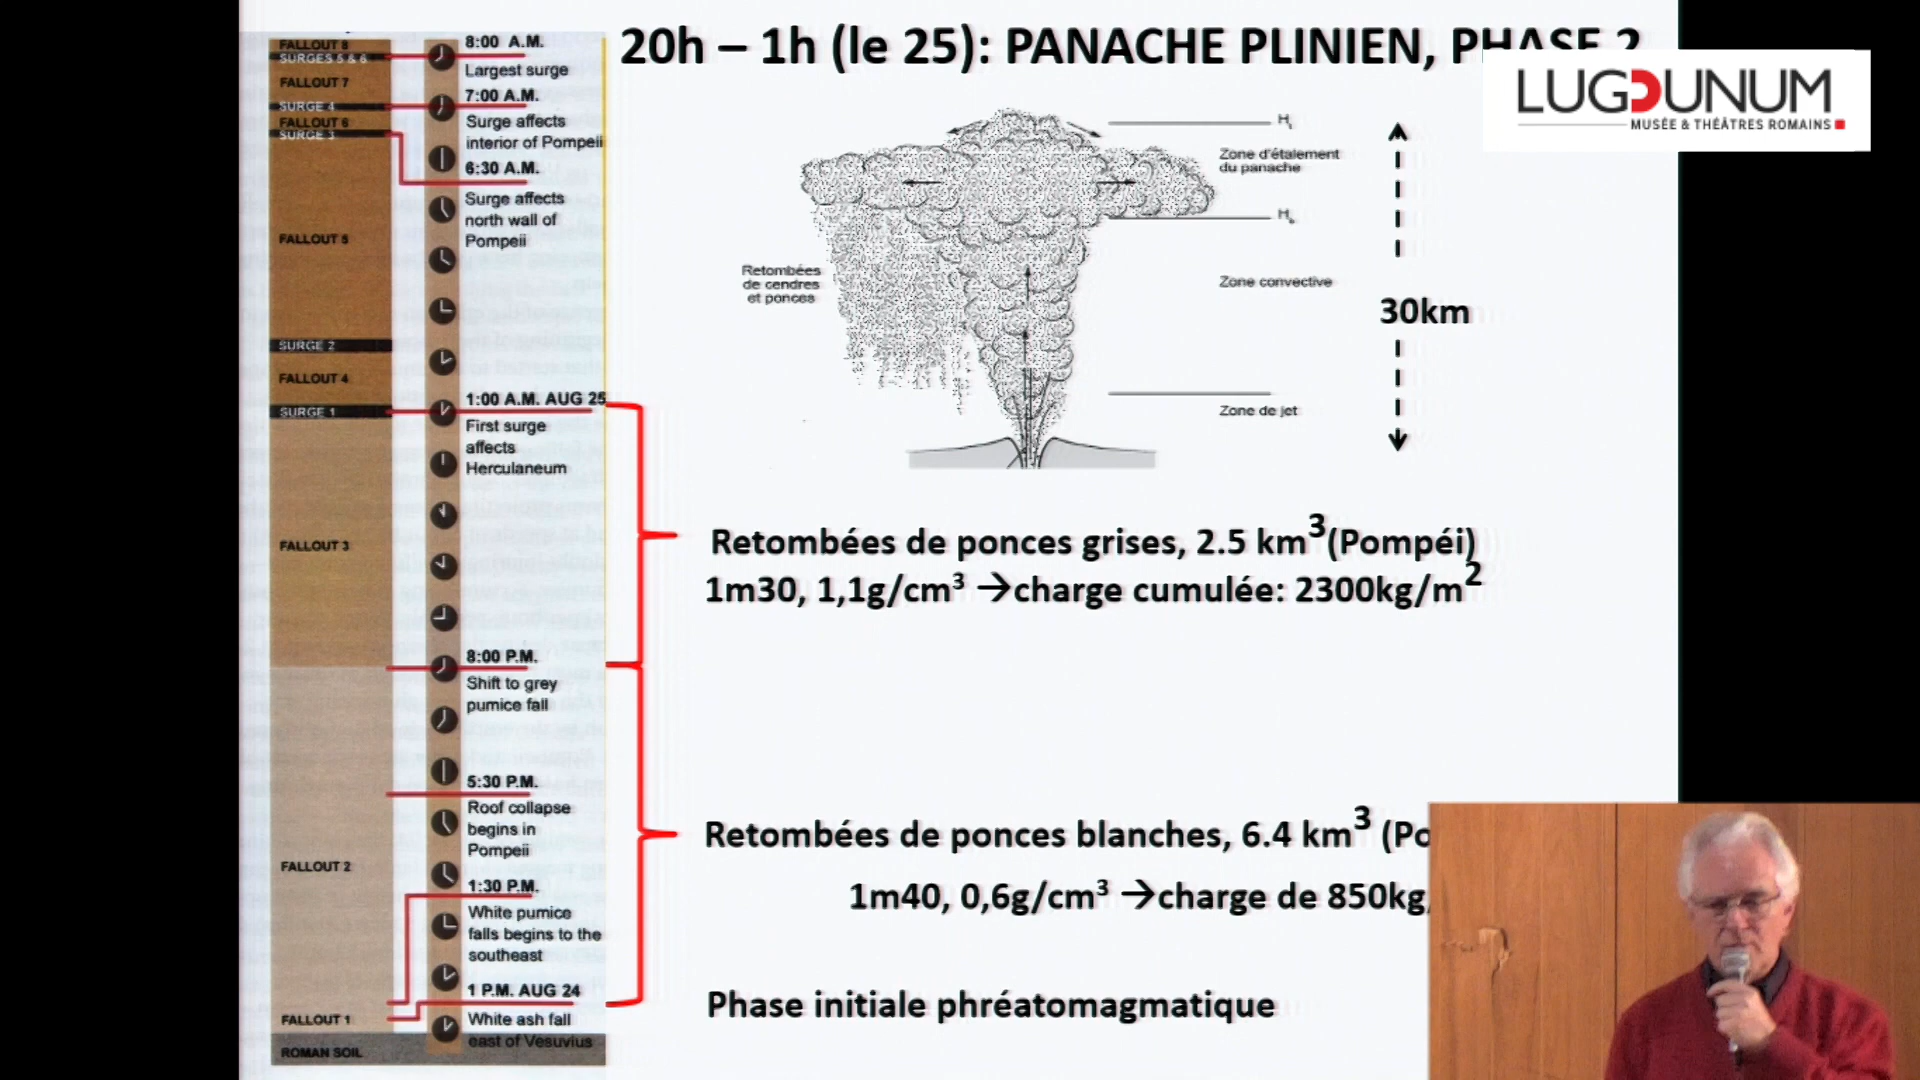 20h – 1h (le 25): PANACHE PLINIEN, PHASE 2
LUGDUNUM
MUSÉE & THÉÂTRES ROMAINS
FALLOUT 8
SURGES 5 & 6
FALLOUT 7
SURGE 4
FALLOUT 6
SURGE 3
FALLOUT 5
SURGE 2
FALLOUT 4
SURGE 1
FALLOUT 3
FALLOUT 2
FALLOUT 1
ROMAN SOIL
8:00 A.M.
Largest surge
7:00 A.M.
Surge affects
interior of Pompeii
6:30 A.M.
Surge affects
north wall of
Pompeii
1:00 A.M. AUG 25
First surge
affects
Herculaneum
8:00 P.M.
Shift to grey
pumice fall
5:30 P.M.
Roof collapse
begins in
Pompeii
1:30 P.M.
White pumice
falls begins to the
southeast
1 P.M. AUG 24
White ash fall
east of Vesuvius
Retombées
de cendres
et ponces
Zone d'étalement
du panache
Zone convective
Zone de jet
30km
Retombées de ponces grises, 2.5 km³(Pompéi)
1m30, 1,1g/cm³ →charge cumulée: 2300kg/m²
Retombées de ponces blanches, 6.4 km³ (Po
1m40, 0,6g/cm³ →charge de 850kg
Phase initiale phréatomagmatique